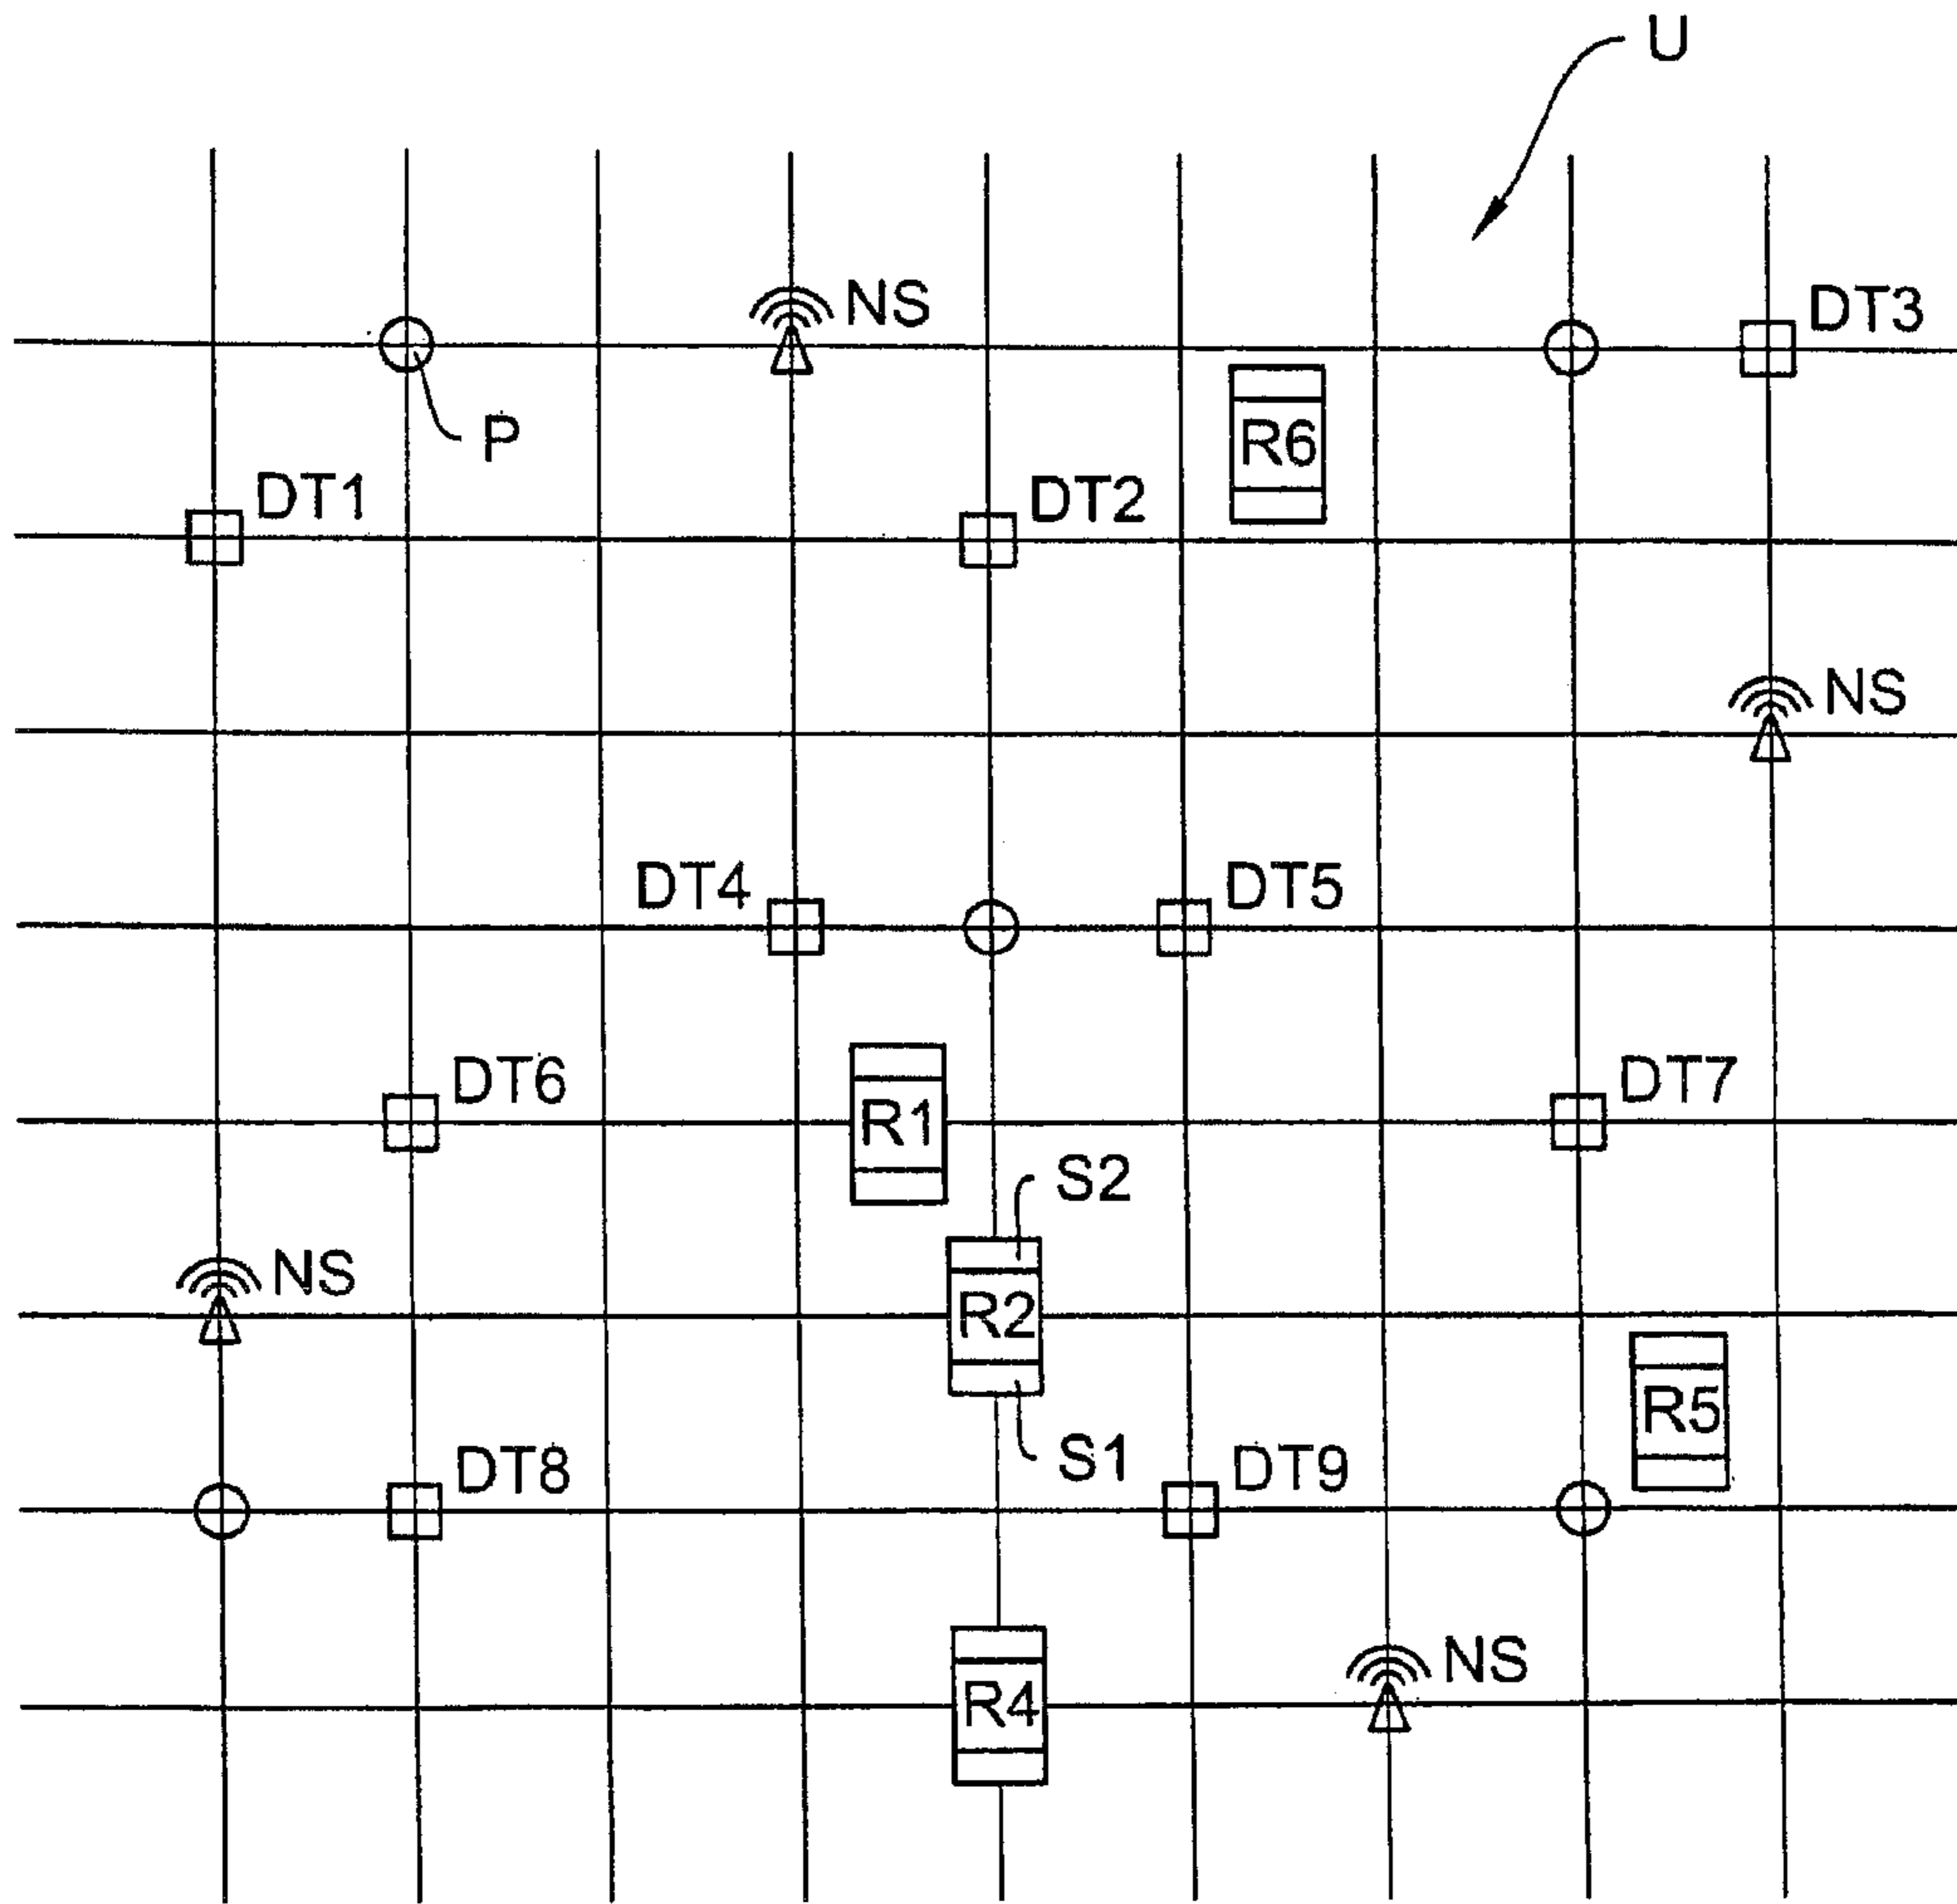 U
NS
DT3
P
R6
DT1
DT2
NS
DT4
DT5
DT6
R1
DT7
S2
NS
R2
R5
S1
DT8
DT9
R4
NS